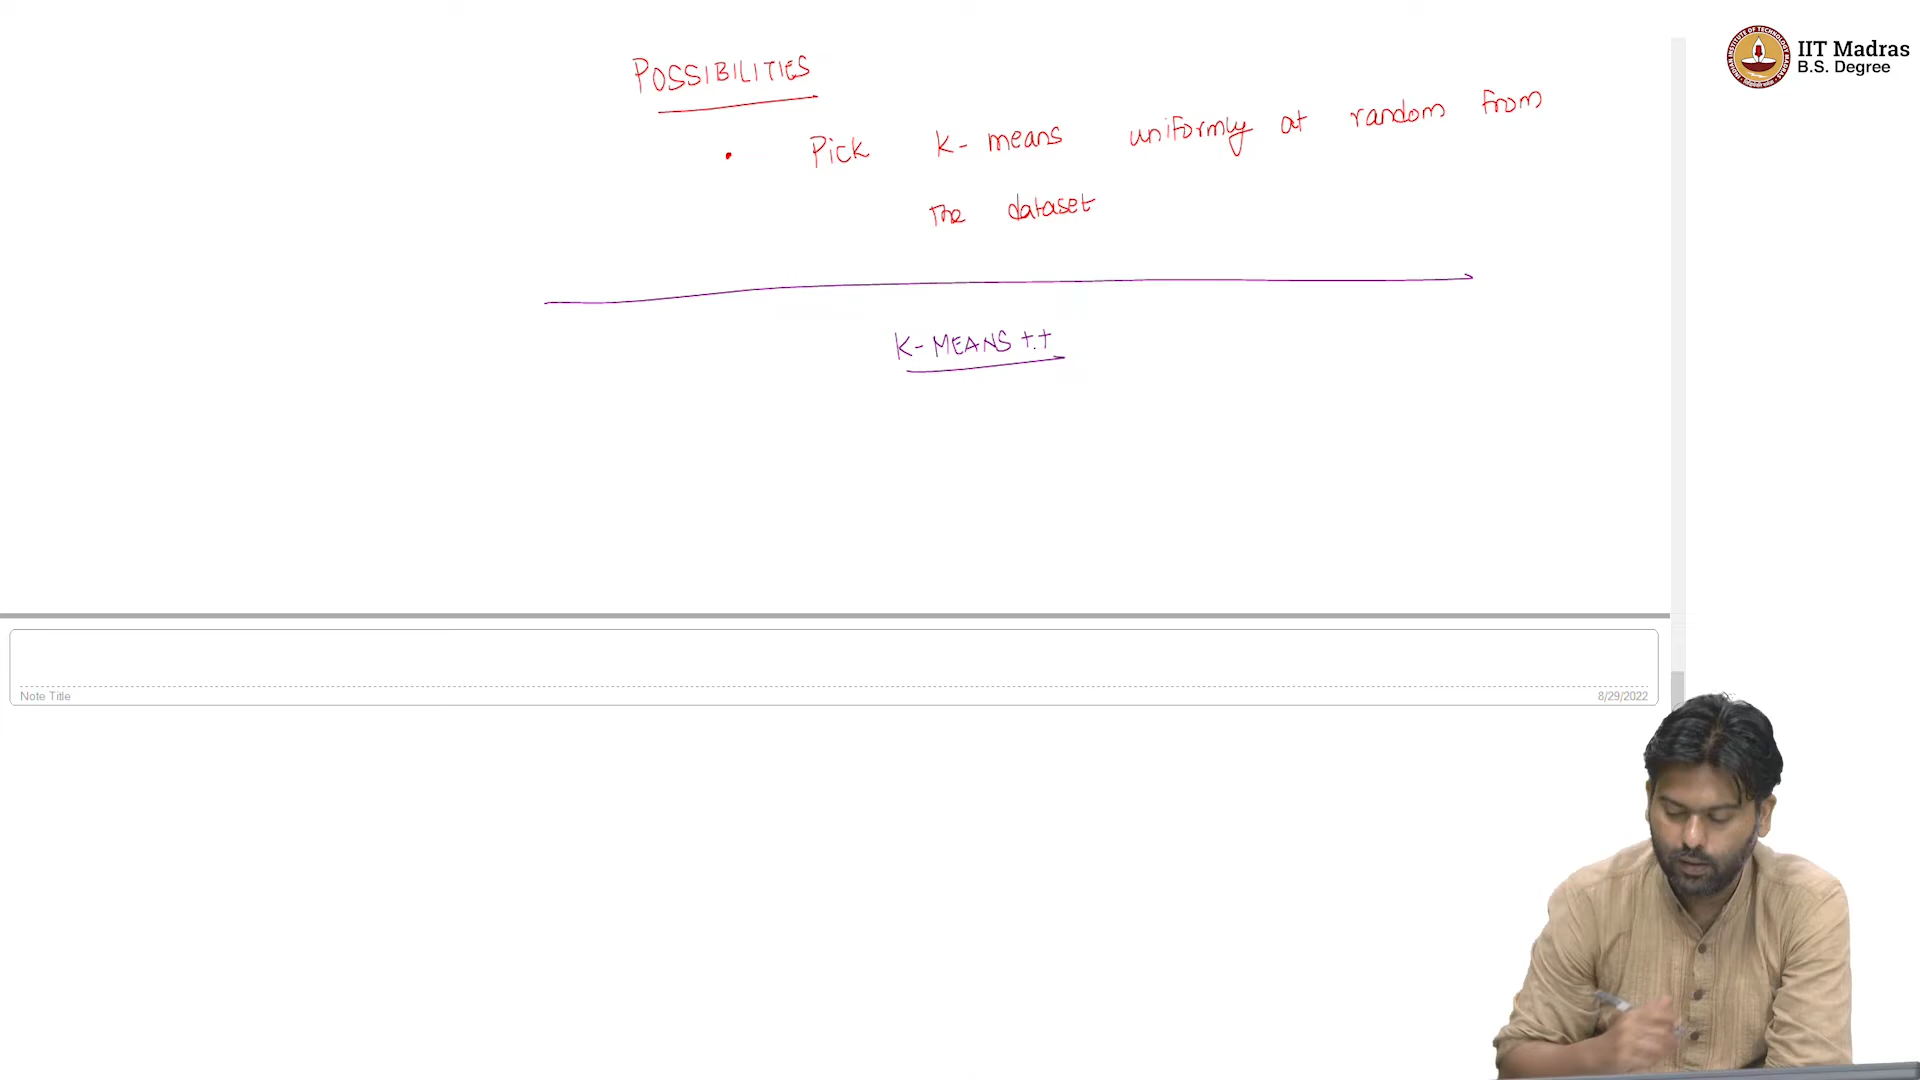 POSSIBILITIES
IIT Madras
B.S. Degree
• Pick K- means uniformly at random from
the dataset
K- MEANS ++
Note Title
8/29/2022